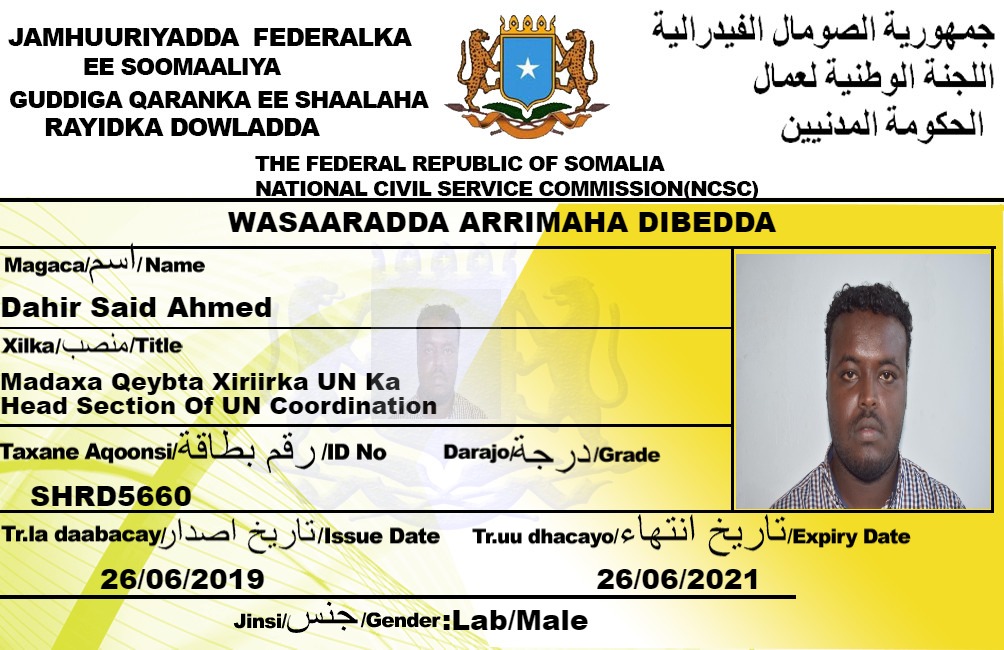 JAMHUURIYADDA FEDERALKA
EE SOOMAALIYA
GUDDIGA QARANKA EE SHAALAHA
RAYIDKA DOWLADDA
جمهورية الصومال الفيدرالية
اللجنة الوطنية لعمال
الحكومة المدنيين
THE FEDERAL REPUBLIC OF SOMALIA
NATIONAL CIVIL SERVICE COMMISSION(NCSC)
WASAARADDA ARRIMAHA DIBEDDA
Magaca/اسم/Name
Dahir Said Ahmed
Xilka/منصب/Title
Madaxa Qeybta Xiriirka UN Ka
Head Section Of UN Coordination
Taxane Aqoonsi/رقم بطاقة/ID No
Darajo/درجة/Grade
SHRD5660
Tr.la daabacay/تاريخ اصدار/Issue Date
Tr.uu dhacayo/تاريخ انتهاء/Expiry Date
26/06/2019
26/06/2021
Jinsi/جنس/Gender:Lab/Male